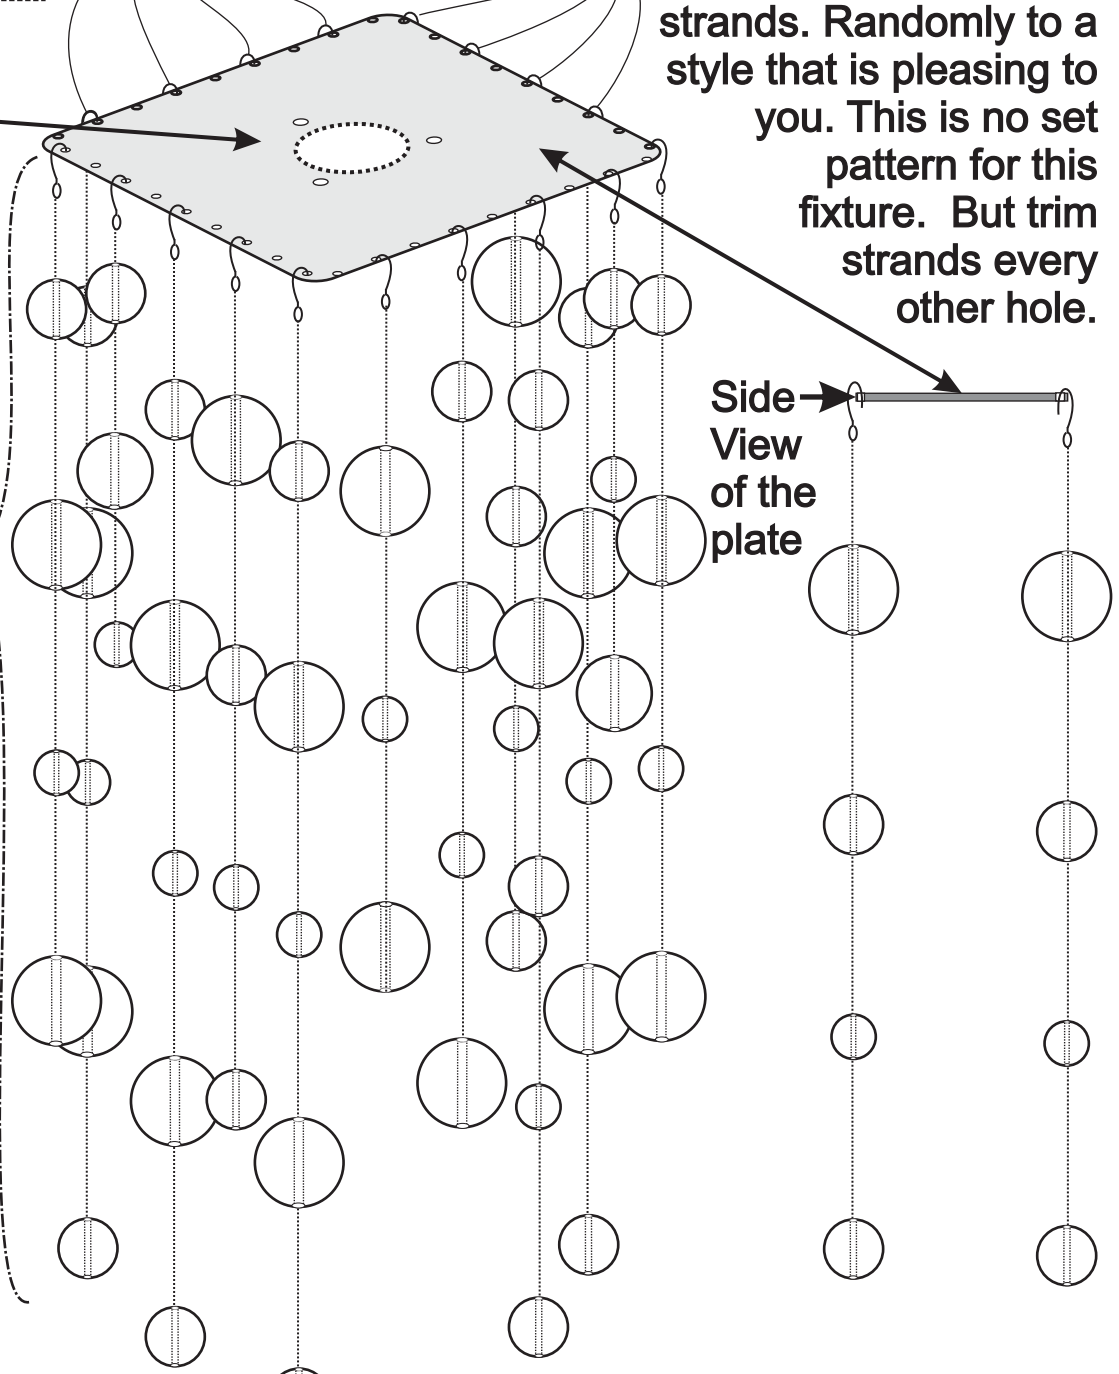 strands. Randomly to a
style that is pleasing to
you. This is no set
pattern for this
fixture.  But trim
strands every
other hole.
Side
View
of the
plate